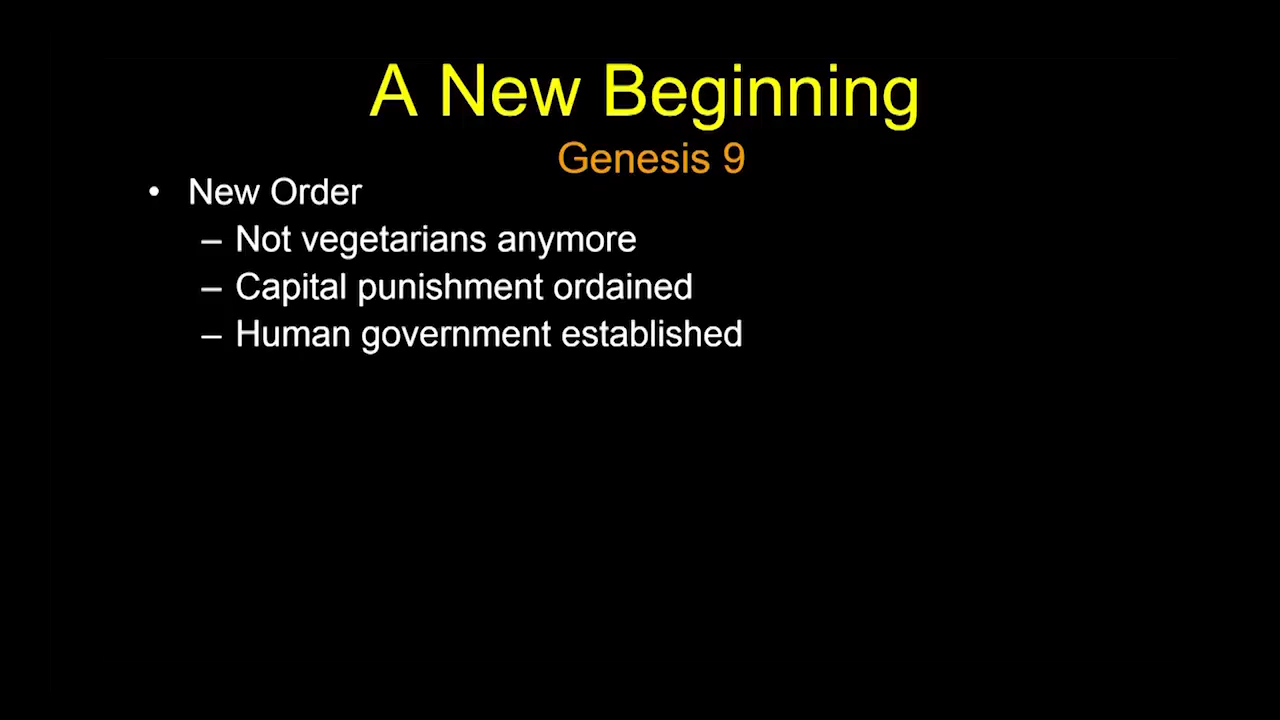 A New Beginning
Genesis 9
• New Order
– Not vegetarians anymore
– Capital punishment ordained
– Human government established